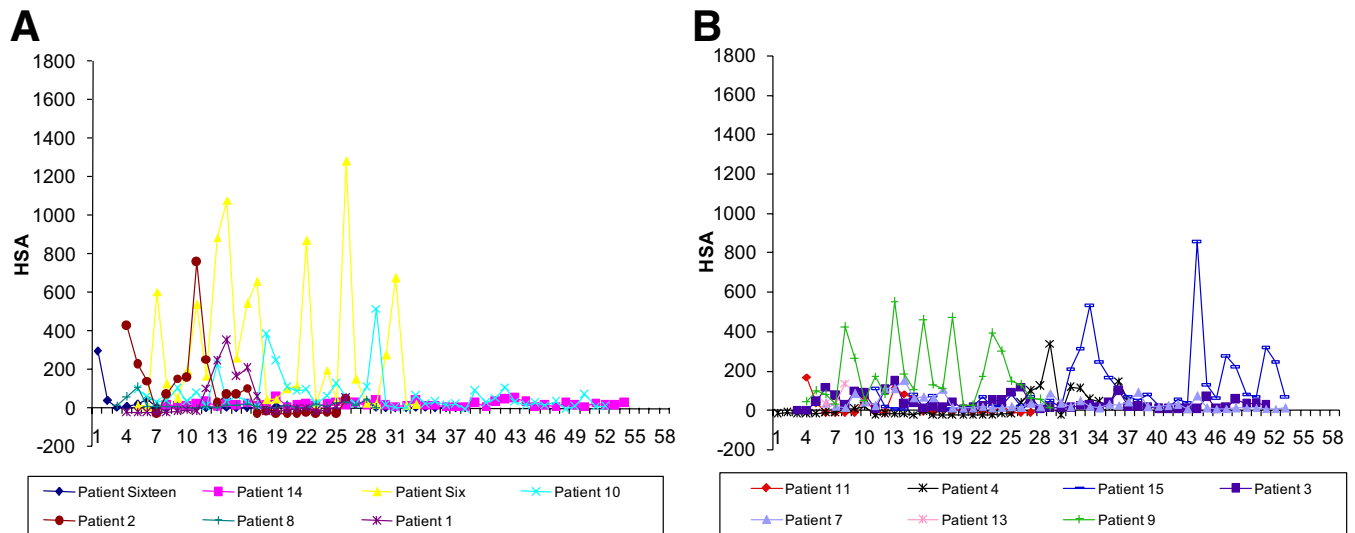 A
1800
1600
1400
1200
1000
800
600
400
200
0
-200
HSA
1 4 7 10 13 16 19 22 25 28 31 34 37 40 43 46 49 52 55 58
Patient Sixteen Patient 14 Patient Six Patient 10
Patient 2 Patient 8 Patient 1
B
1800
1600
1400
1200
1000
800
600
400
200
0
-200
HSA
1 4 7 10 13 16 19 22 25 28 31 34 37 40 43 46 49 52 55 58
Patient 11 Patient 4 Patient 15 Patient 3
Patient 7 Patient 13 Patient 9